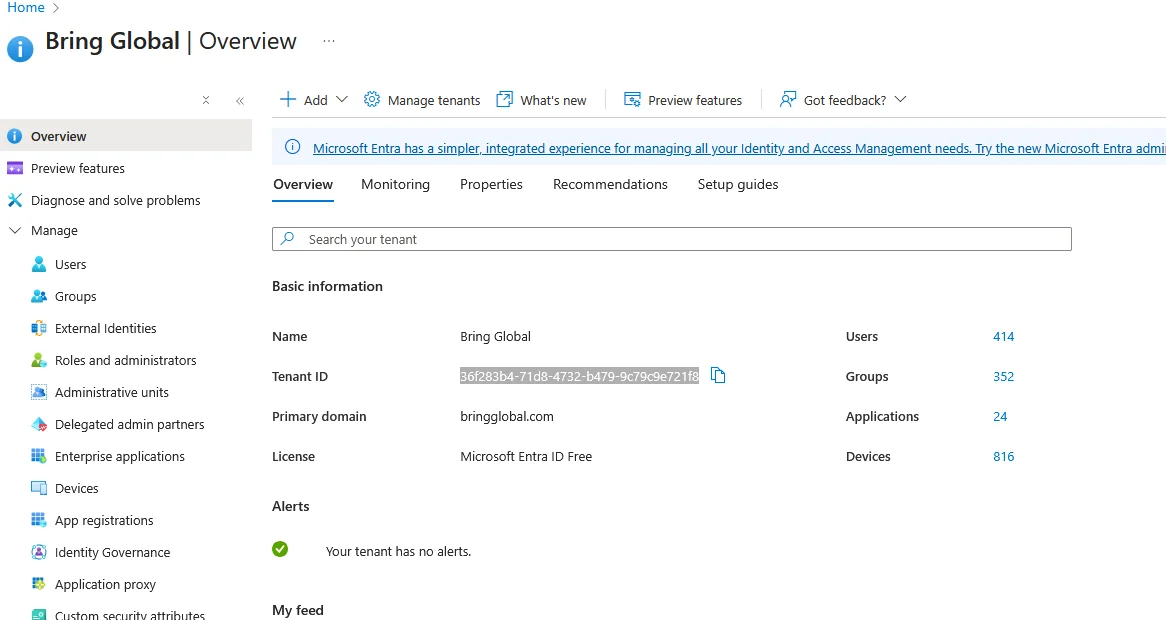 Home
Bring Global | Overview
Add
Manage tenants
What's new
Preview features
Got feedback?
Overview
Preview features
Diagnose and solve problems
Manage
Users
Groups
External Identities
Roles and administrators
Administrative units
Delegated admin partners
Enterprise applications
Devices
App registrations
Identity Governance
Application proxy
Custom security attributes
Microsoft Entra has a simpler, integrated experience for managing all your Identity and Access Management needs. Try the new Microsoft Entra admi
Overview Monitoring Properties Recommendations Setup guides
Search your tenant
Basic information
Name Bring Global Users 414
Tenant ID 36f283b4-71d8-4732-b479-9c79c9e721f8 Groups 352
Primary domain bringglobal.com Applications 24
License Microsoft Entra ID Free Devices 816
Alerts
Your tenant has no alerts.
My feed